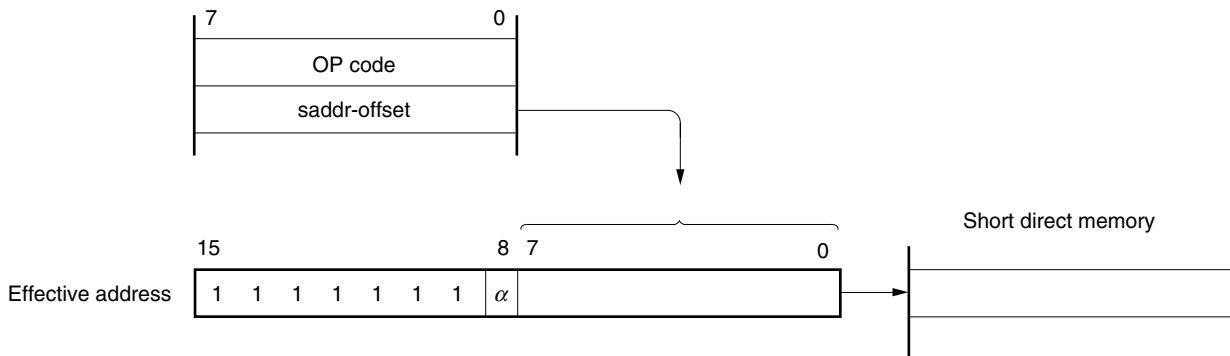 7 0
OP code
saddr-offset
Short direct memory
15 8 7 0
Effective address 1 1 1 1 1 1 1 α